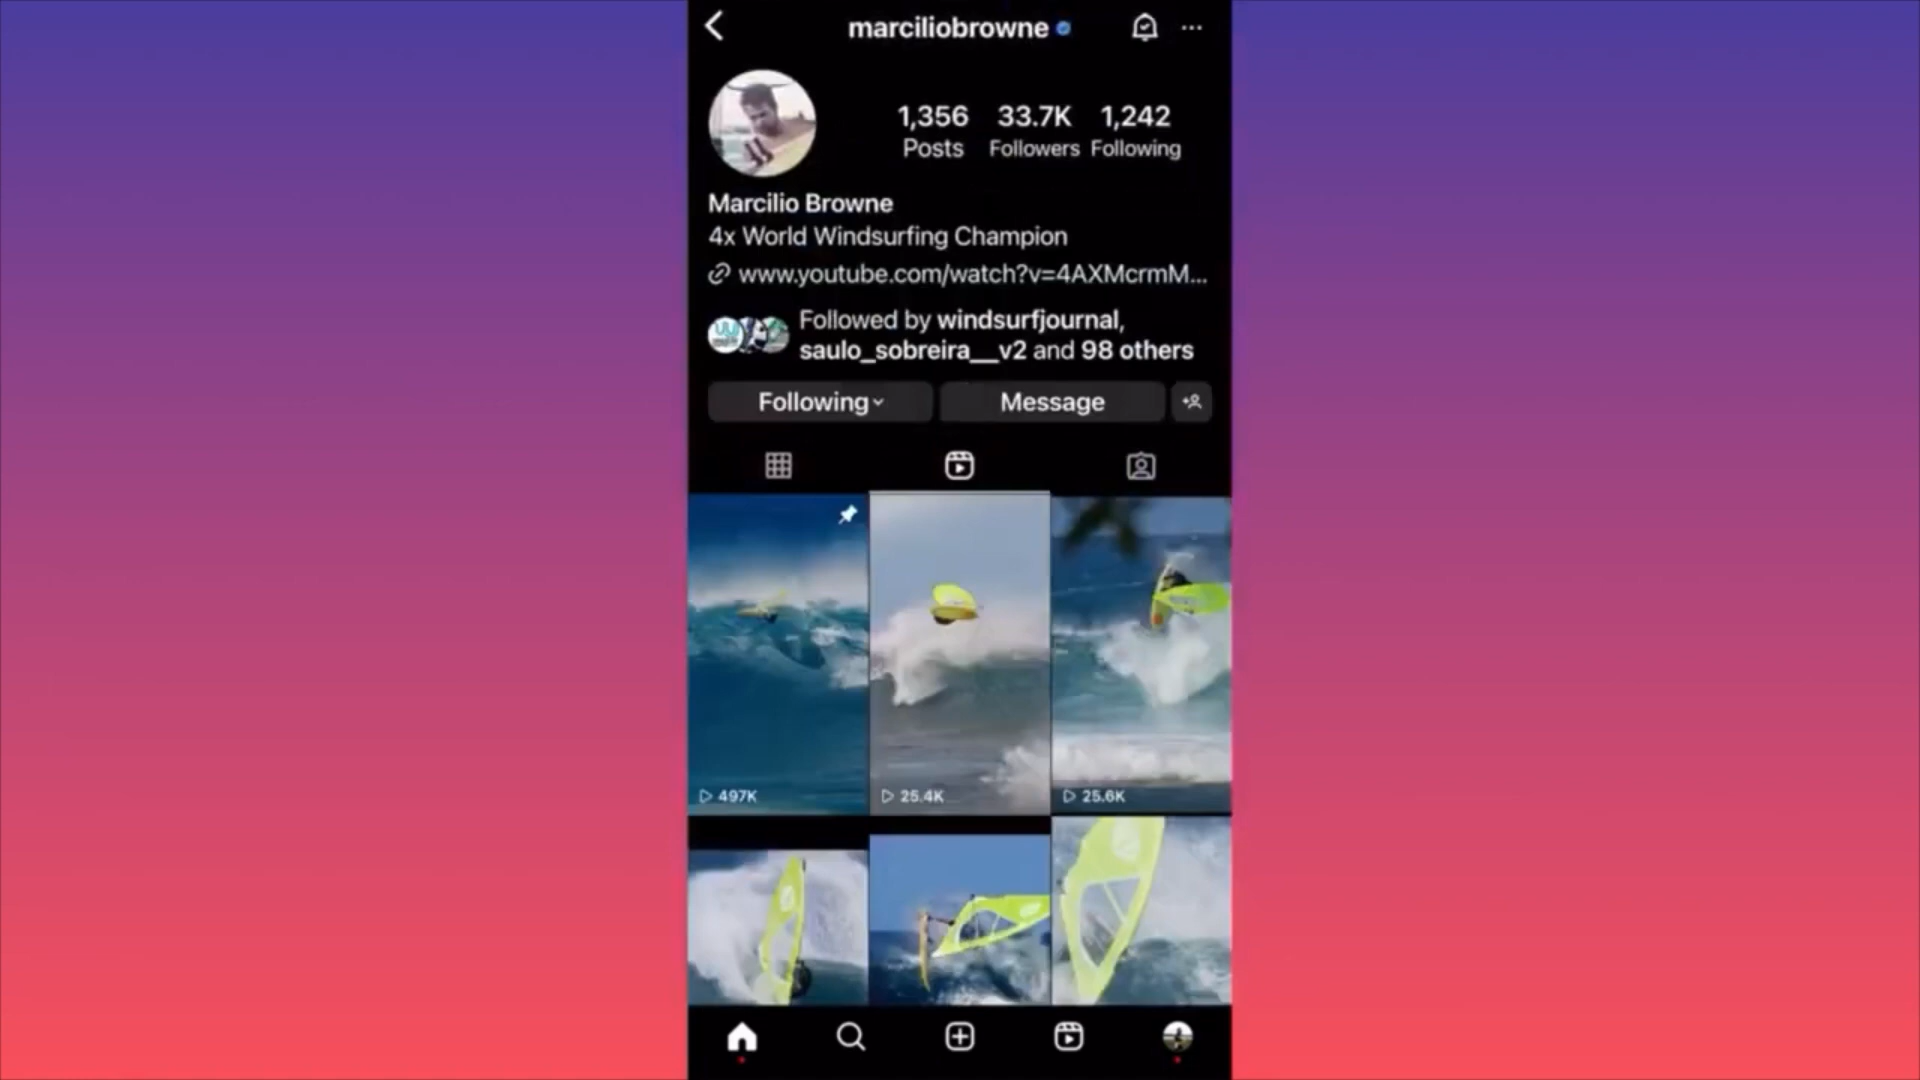 marciliobrowne
1,356 33.7K 1,242
Posts Followers Following
Marcilio Browne
4x World Windsurfing Champion
www.youtube.com/watch?v=4AXMcrmM...
Followed by windsurfjournal,
saulo_sobreira__v2 and 98 others
Following Message
497K 25.4K 25.6K